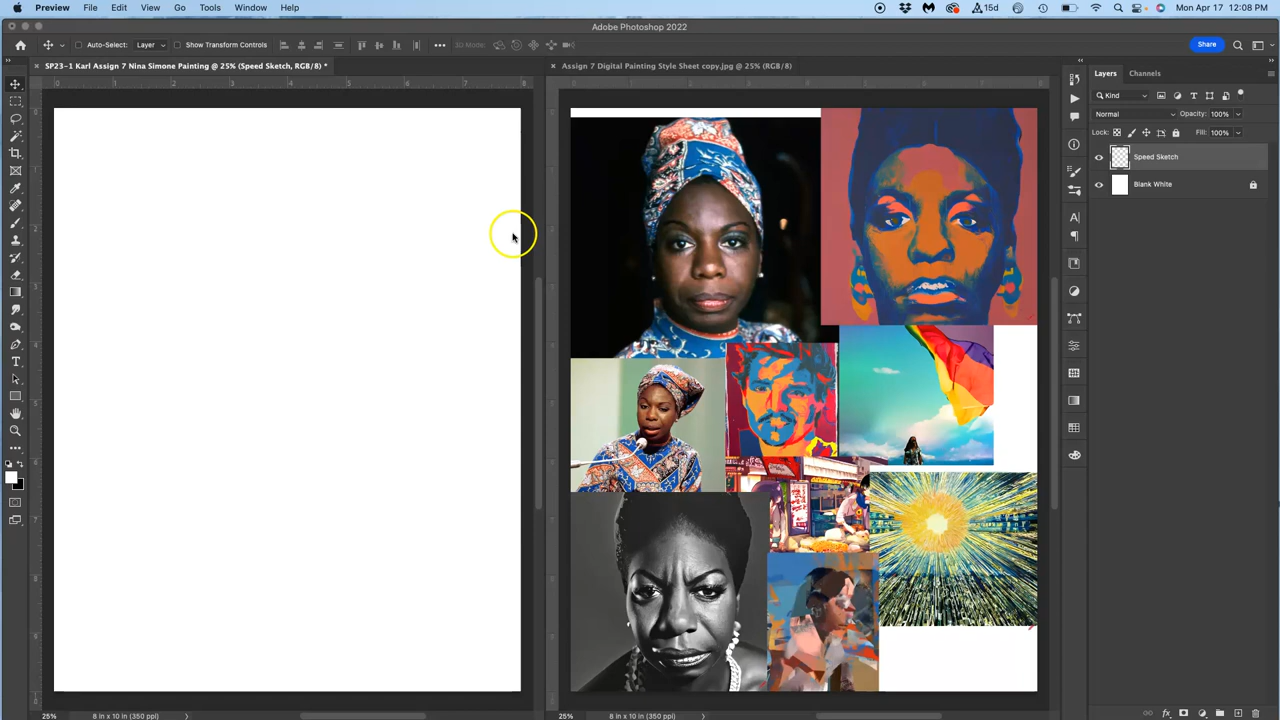 Preview File Edit View Go Tools Window Help 15d Mon Apr 17 12:08 PM
Adobe Photoshop 2022
Auto-Select: Layer Show Transform Controls 3D Mode: Share
SP23-1 Karl Assign 7 Nina Simone Painting @ 25% (Speed Sketch, RGB/8) *
Assign 7 Digital Painting Style Sheet copy.jpg @ 25% (RGB/8)
Layers Channels
Kind
Normal Opacity: 100%
Lock: Fill: 100%
Speed Sketch
Blank White
25% 8 in x 10 in (350 ppi)
25% 8 in x 10 in (350 ppi)